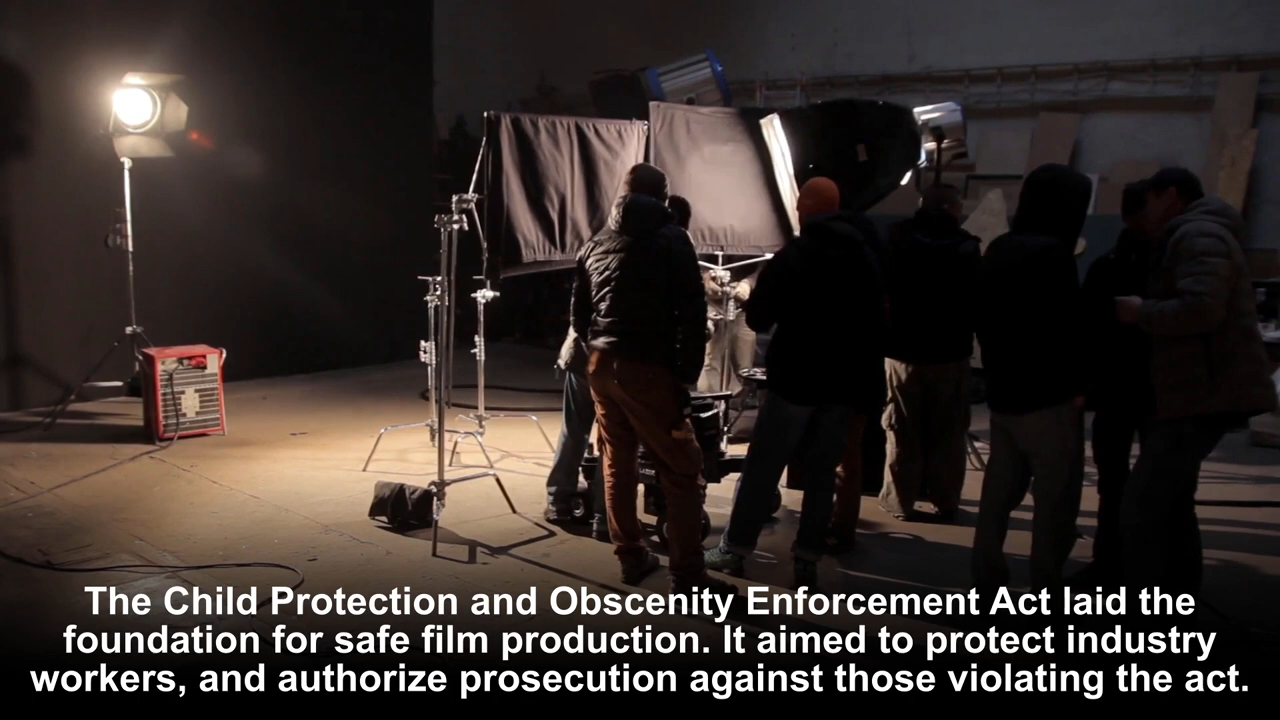 The Child Protection and Obscenity Enforcement Act laid the
foundation for safe film production. It aimed to protect industry
workers, and authorize prosecution against those violating the act.